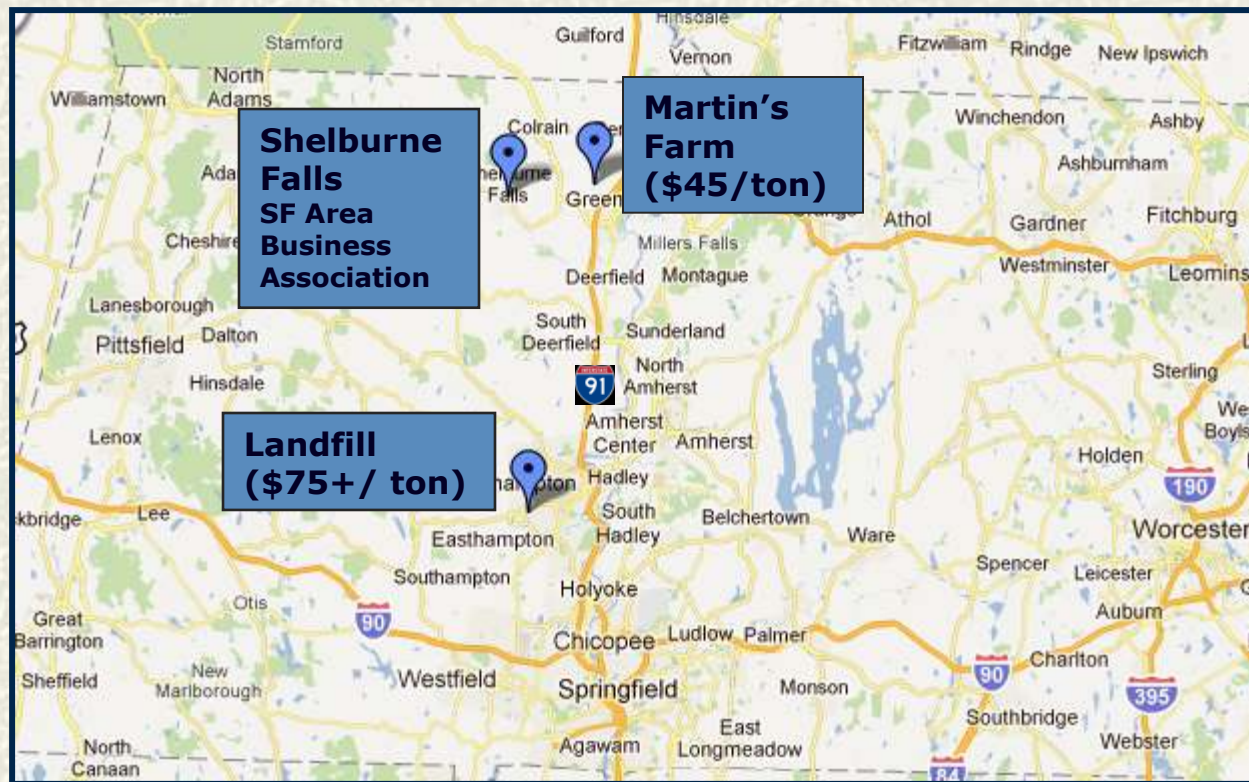 Hinsdale
Stamford
Guilford
Vernon
Fitzwilliam
Rindge
New Ipswich
Williamstown
North
Adams
Shelburne
Falls
SF Area
Business
Association
Colrain
Falls
Martin’s
Farm
($45/ton)
Winchendon
Ashby
Ashburnham
Athol
Gardner
Fitchburg
Westminster
Millers Falls
Deerfield
Montague
Lanesborough
Dalton
Pittsfield
Hinsdale
South
Deerfield
Sunderland
INTERSTATE
91
North
Amherst
Sterling
Lenox
Landfill
($75+/ ton)
Amherst
Center
Amherst
Hadley
Holden
190
South
Hadley
Belchertown
Ware
Worcester
Lee
Easthampton
Southampton
Holyoke
Spencer
Leicester
Auburn
Otis
90
Great
Barrington
Chicopee
Ludlow
Palmer
Charlton
90
395
Sheffield
New
Marlborough
Westfield
Springfield
Monson
Southbridge
Webster
North
Canaan
Agawam
East
Longmeadow
84